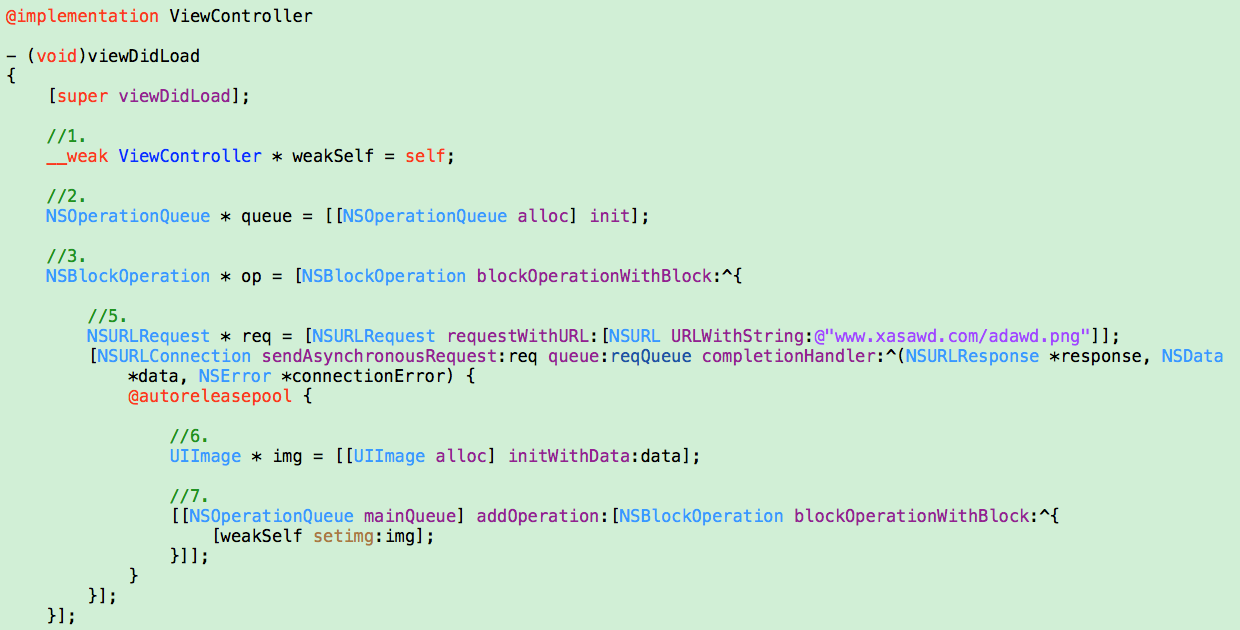 @implementation ViewController
- (void)viewDidLoad
{
[super viewDidLoad];
//1.
__weak ViewController * weakSelf = self;
//2.
NSOperationQueue * queue = [[NSOperationQueue alloc] init];
//3.
NSBlockOperation * op = [NSBlockOperation blockOperationWithBlock:^{
//5.
NSURLRequest * req = [NSURLRequest requestWithURL:[NSURL URLWithString:@"www.xasawd.com/adawd.png"]];
[NSURLConnection sendAsynchronousRequest:req queue:reqQueue completionHandler:^(NSURLResponse *response, NSData
*data, NSError *connectionError) {
@autoreleasepool {
//6.
UIImage * img = [[UIImage alloc] initWithData:data];
//7.
[[NSOperationQueue mainQueue] addOperation:[NSBlockOperation blockOperationWithBlock:^{
[weakSelf setimg:img];
}]];
}
}];
}];